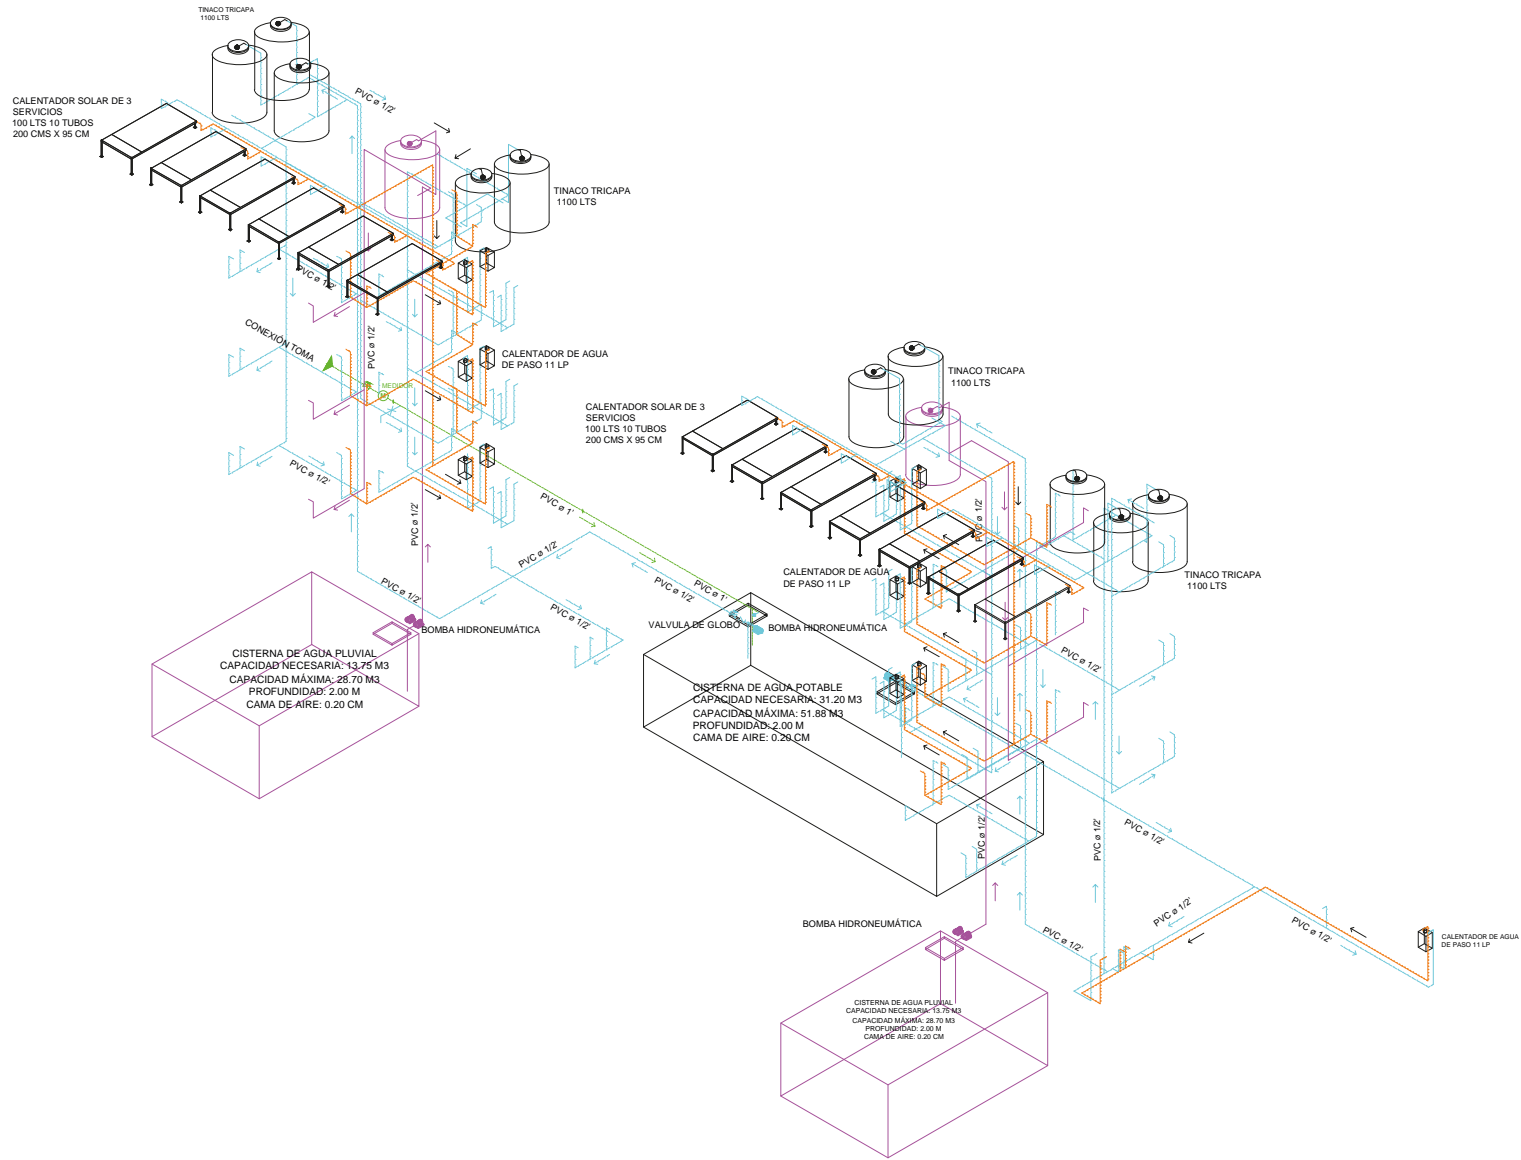 TINACO TRICAPA
1100 LTS
CALENTADOR SOLAR DE 3
SERVICIOS
100 LTS 10 TUBOS
200 CMS X 95 CM
PVC ø 1/2'
TINACO TRICAPA
1100 LTS
PVC ø 1/2'
CONEXIÓN TOMA
PVC ø 1/2'
MEDIDOR
M
CALENTADOR DE AGUA
DE PASO 11 LP
TINACO TRICAPA
1100 LTS
CALENTADOR SOLAR DE 3
SERVICIOS
100 LTS 10 TUBOS
200 CMS X 95 CM
PVC ø 1/2'
PVC ø 1/2'
PVC ø 1'
PVC ø 1/2'
PVC ø 1/2'
PVC ø 1/2'
PVC ø 1/2'
PVC ø 1'
PVC ø 1/2'
CALENTADOR DE AGUA
DE PASO 11 LP
TINACO TRICAPA
1100 LTS
PVC ø 1/2'
BOMBA HIDRONEUMÁTICA
VALVULA DE GLOBO
BOMBA HIDRONEUMÁTICA
CISTERNA DE AGUA PLUVIAL
CAPACIDAD NECESARIA: 13.75 M3
CAPACIDAD MÁXIMA: 28.70 M3
PROFUNDIDAD: 2.00 M
CAMA DE AIRE: 0.20 CM
PVC ø 1/2'
CISTERNA DE AGUA POTABLE
CAPACIDAD NECESARIA: 31.20 M3
CAPACIDAD MÁXIMA: 51.88 M3
PROFUNDIDAD: 2.00 M
CAMA DE AIRE: 0.20 CM
PVC ø 1/2'
PVC ø 1/2'
PVC ø 1/2'
PVC ø 1/2'
PVC ø 1/2'
BOMBA HIDRONEUMÁTICA
PVC ø 1/2'
CALENTADOR DE AGUA
DE PASO 11 LP
CISTERNA DE AGUA PLUVIAL
CAPACIDAD NECESARIA: 13.75 M3
CAPACIDAD MÁXIMA: 28.70 M3
PROFUNDIDAD: 2.00 M
CAMA DE AIRE: 0.20 CM